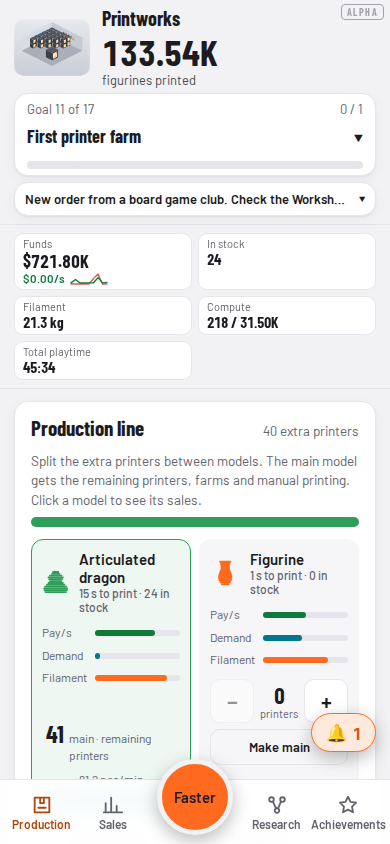 ALPHA
Printworks
133.54K
figurines printed
Goal 11 of 17
0 / 1
First printer farm
New order from a board game club. Check the Worksh...
Funds
$721.80K
$0.00/s
In stock
24
Filament
21.3 kg
Compute
218 / 31.50K
Total playtime
45:34
Production line
40 extra printers
Split the extra printers between models. The main model
gets the remaining printers, farms and manual printing.
Click a model to see its sales.
Articulated
dragon
15 s to print · 24 in
stock
Pay/s
Demand
Filament
41 main · remaining
printers
Figurine
1 s to print · 0 in
stock
Pay/s
Demand
Filament
− 0 +
printers
Make main
🔔 1
Production
Sales
Faster
Research
Achievements